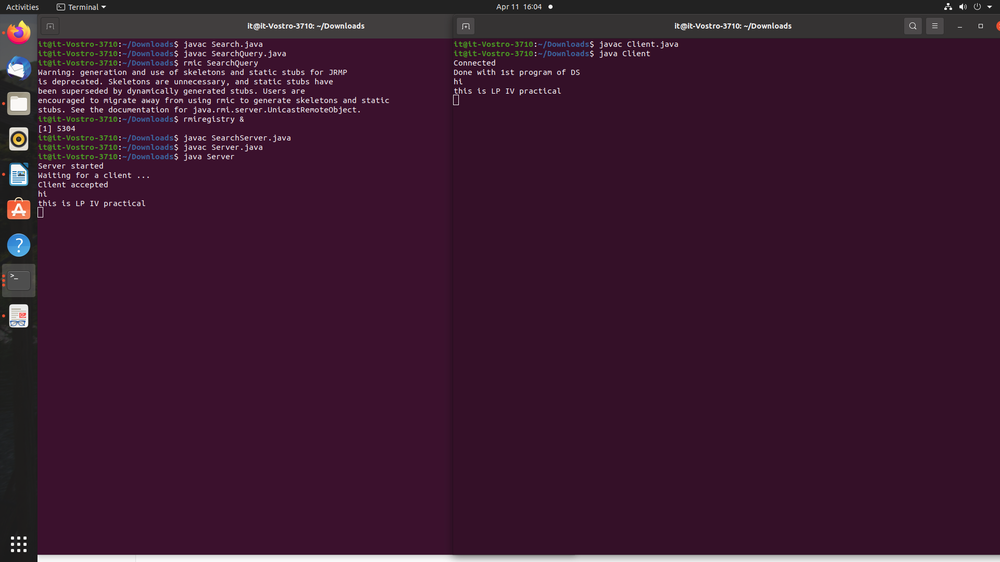 Activities
Terminal
Apr 11 16:04
it@it-Vostro-3710: ~/Downloads
it@it-Vostro-3710:~/Downloads$ javac Search.java
it@it-Vostro-3710:~/Downloads$ javac SearchQuery.java
it@it-Vostro-3710:~/Downloads$ rmic SearchQuery
Warning: generation and use of skeletons and static stubs for JRMP
is deprecated. Skeletons are unnecessary, and static stubs have
been superseded by dynamically generated stubs. Users are
encouraged to migrate away from using rmic to generate skeletons and static
stubs. See the documentation for java.rmi.server.UnicastRemoteObject.
it@it-Vostro-3710:~/Downloads$ rmiregistry &
[1] 5304
it@it-Vostro-3710:~/Downloads$ javac SearchServer.java
it@it-Vostro-3710:~/Downloads$ javac Server.java
it@it-Vostro-3710:~/Downloads$ java Server
Server started
Waiting for a client ...
Client accepted
hi
this is LP IV practical
it@it-Vostro-3710: ~/Downloads
it@it-Vostro-3710:~/Downloads$ javac Client.java
it@it-Vostro-3710:~/Downloads$ java Client
Connected
Done with 1st program of DS
hi
this is LP IV practical